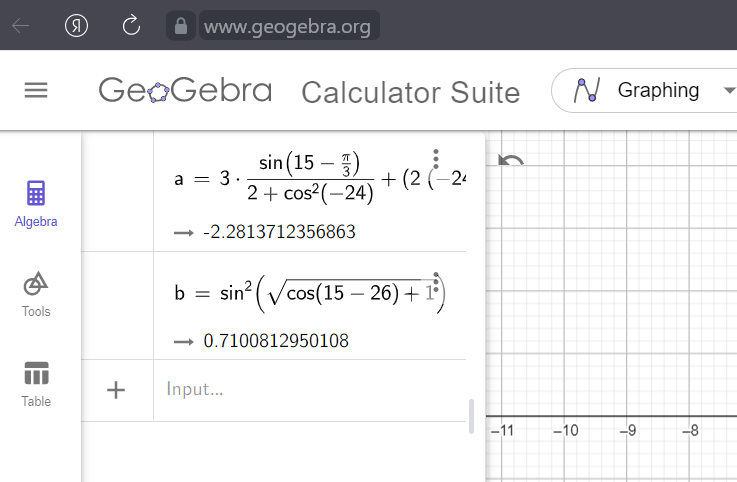 Я www.geogebra.org
GeoGebra Calculator Suite Graphing
a = 3 · sin(15 − π/3) / (2 + cos²(−24)) + (2 (−24
→ -2.2813712356863
Algebra
b = sin²(√(cos(15 − 26) + 1))
Tools
→ 0.7100812950108
Table
+ Input...
−11 −10 −9 −8